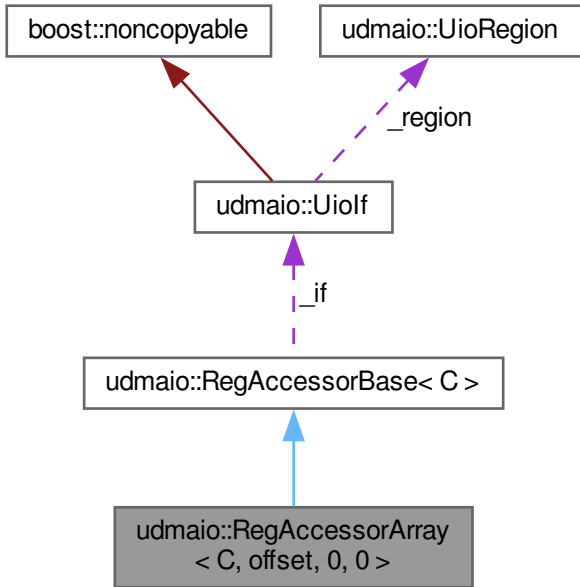 boost::noncopyable
udmaio::UioRegion
_region
udmaio::UioIf
_if
udmaio::RegAccessorBase< C >
udmaio::RegAccessorArray
< C, offset, 0, 0 >